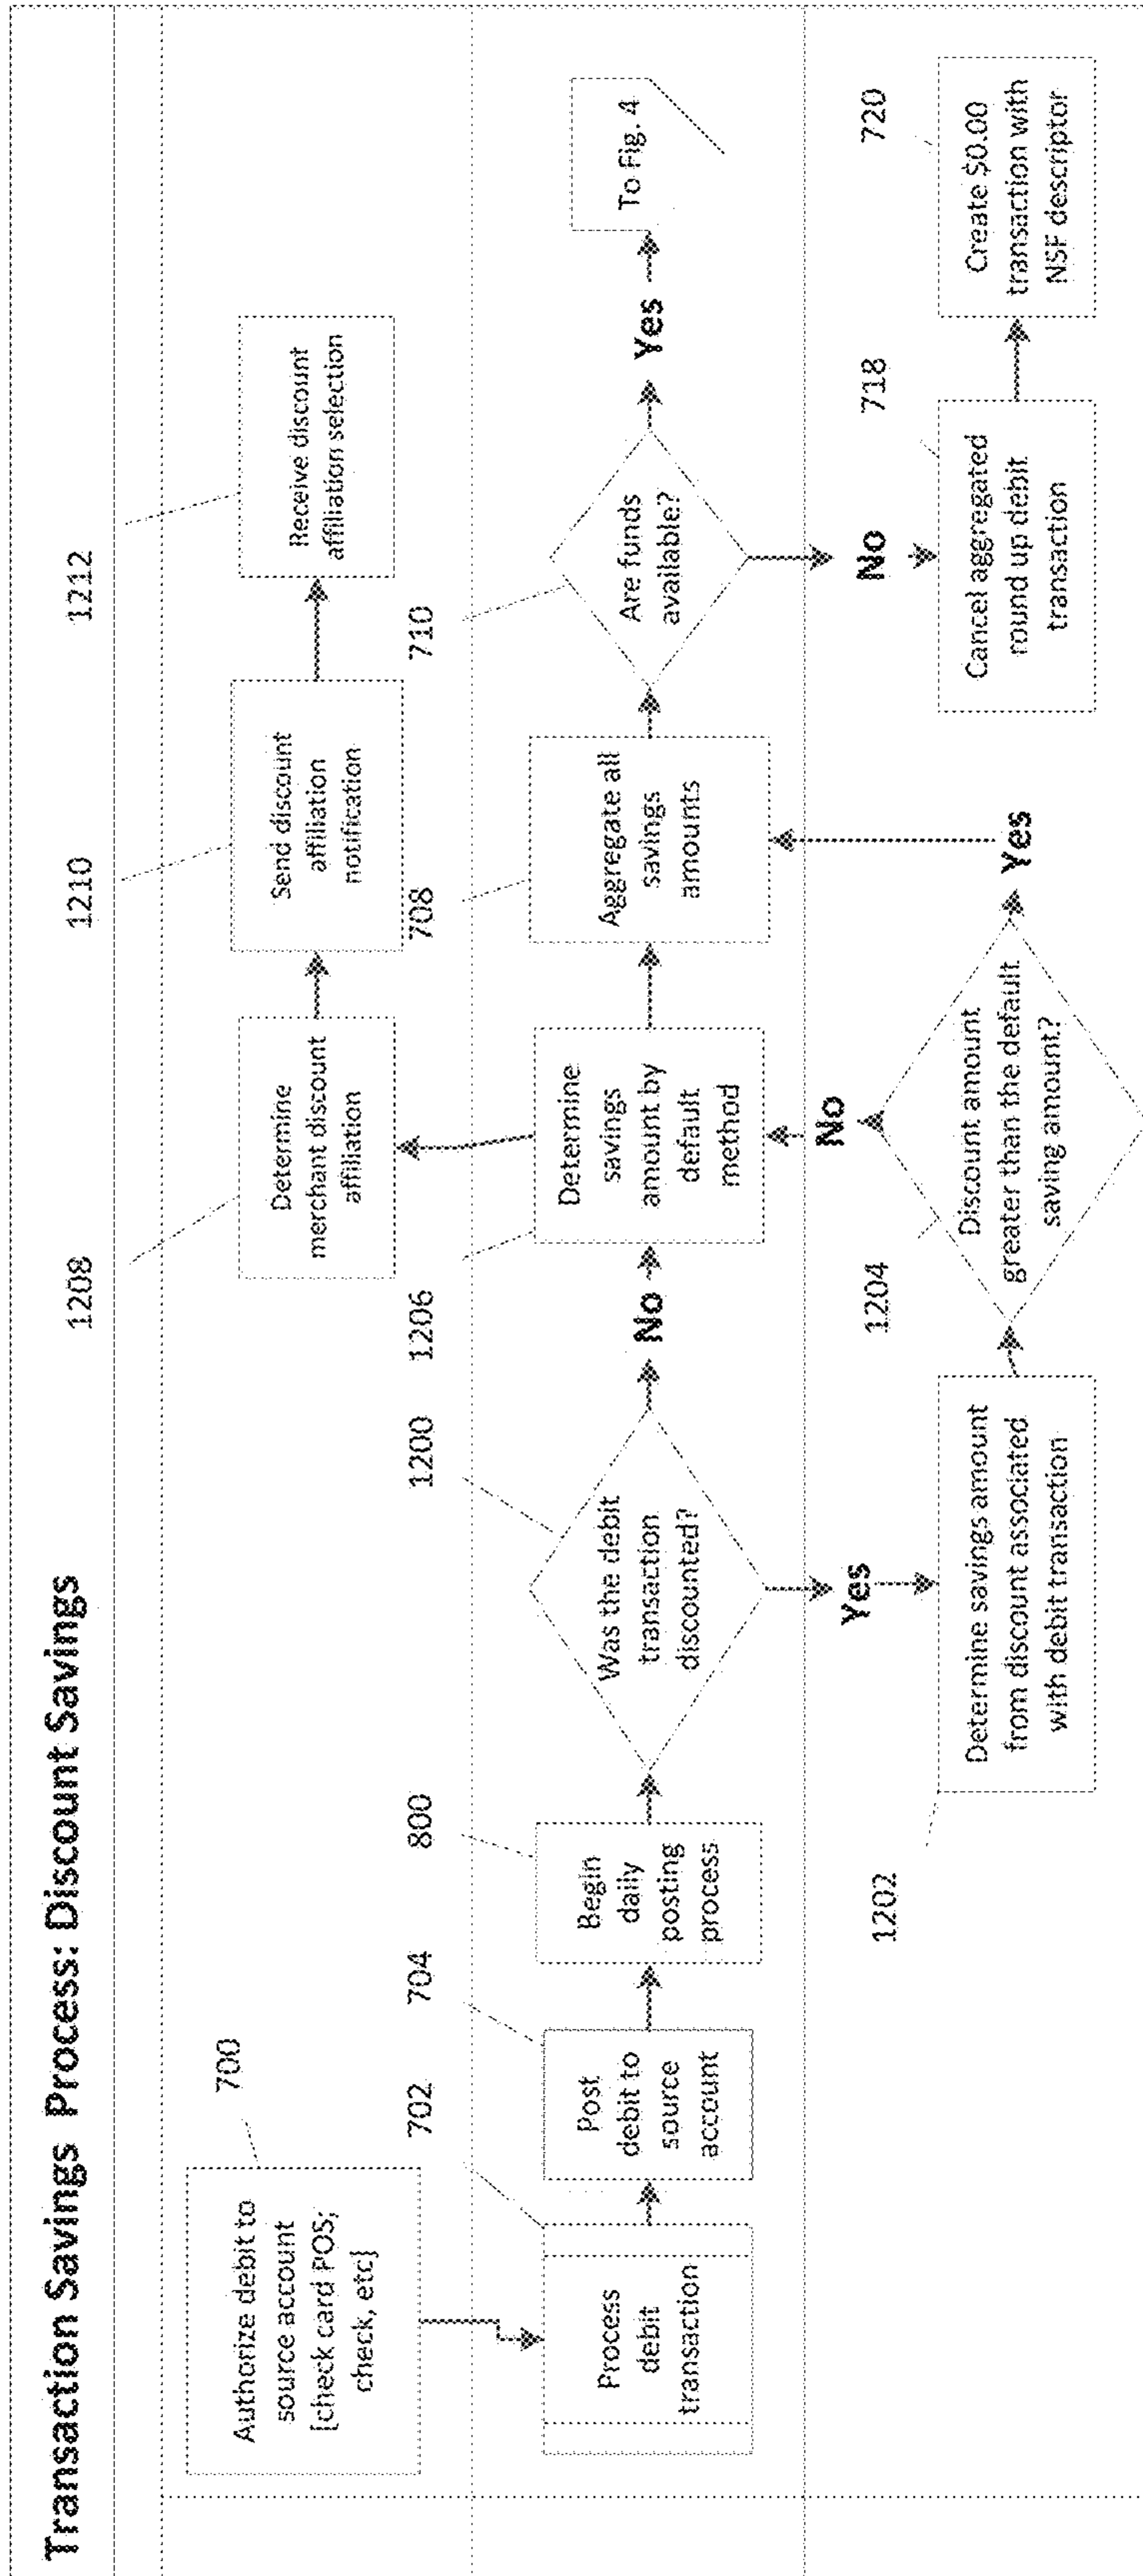 Transaction Savings Process: Discount Savings
700
Authorize debit to
source account
[check card POS;
check, etc]
1208
Determine
merchant discount
affiliation
1210
Send discount
affiliation
notification
1212
Receive discount
affiliation selection
702
Process
debit
transaction
704
Post
debit to
source
account
800
Begin
daily
posting
process
1200
Was the debit
transaction
discounted?
No
1206
Determine
savings
amount by
default
method
708
Aggregate all
savings
amounts
710
Are funds
available?
Yes
To Fig. 4
Yes
1202
Determine savings amount
from discount associated
with debit transaction
1204
Discount amount
greater than the default
saving amount?
No
Yes
No
718
Cancel aggregated
round up debit
transaction
720
Create $0.00
transaction with
NSF descriptor